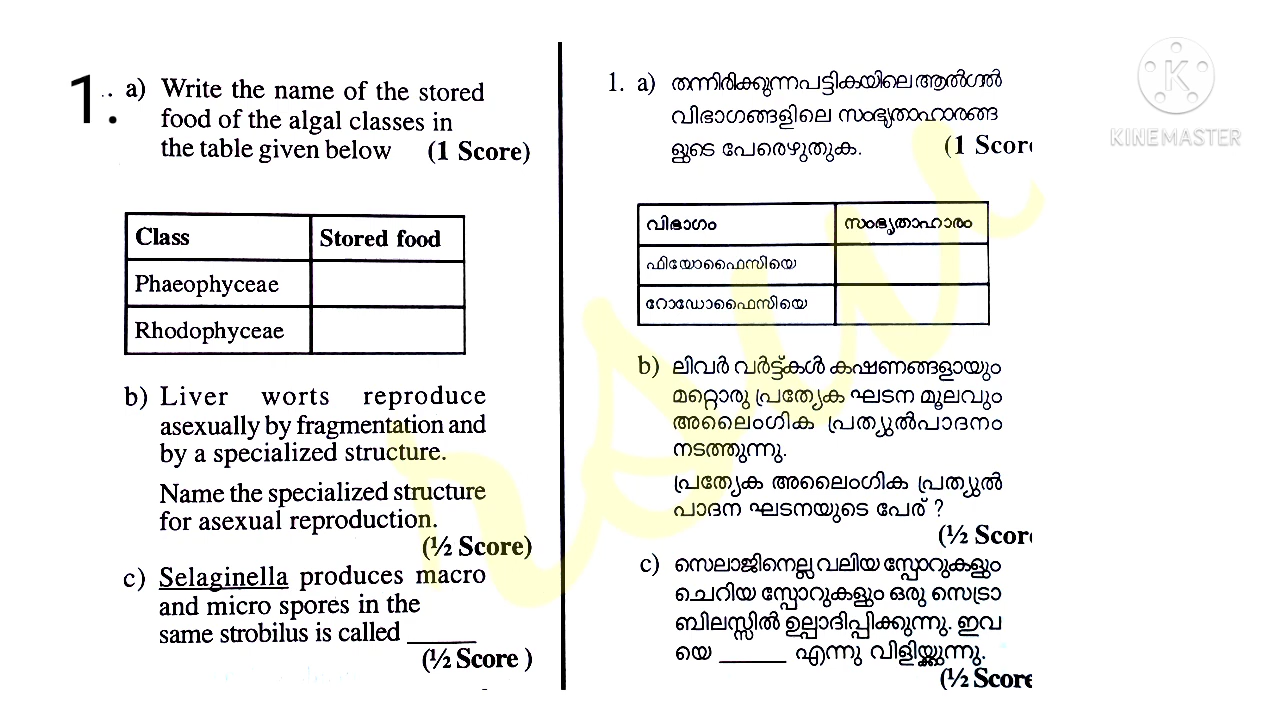 1.
a) Write the name of the stored
food of the algal classes in
the table given below (1 Score)
Class Stored food
Phaeophyceae
Rhodophyceae
b) Liver worts reproduce
asexually by fragmentation and
by a specialized structure.
Name the specialized structure
for asexual reproduction.
(½ Score)
c) Selaginella produces macro
and micro spores in the
same strobilus is called ______
(½ Score )
1. a) തന്നിരിക്കുന്ന പട്ടികയിലെ ആൽഗൽ
വിഭാഗങ്ങളിലെ സംഭൃതാഹാരങ്ങ
ളുടെ പേരെഴുതുക. (1 Score
വിഭാഗം സംഭൃതാഹാരം
ഫിയോഫൈസിയെ
റോഡോഫൈസിയെ
b) ലിവർ വർട്ട്കൾ കഷണങ്ങളായും
മറ്റൊരു പ്രത്യേക ഘടന മൂലവും
അലൈംഗിക പ്രത്യുൽപാദനം
നടത്തുന്നു.
പ്രത്യേക അലൈംഗിക പ്രത്യുൽ
പാദന ഘടനയുടെ പേര് ?
(½ Score
c) സെലാജിനെല്ല വലിയ സ്പോറുകളും
ചെറിയ സ്പോറുകളും ഒരു സെട്രാ
ബിലസ്സിൽ ഉല്പാദിപ്പിക്കുന്നു. ഇവ
യെ ______ എന്നു വിളിയ്ക്കുന്നു.
(½ Score
KINEMASTER